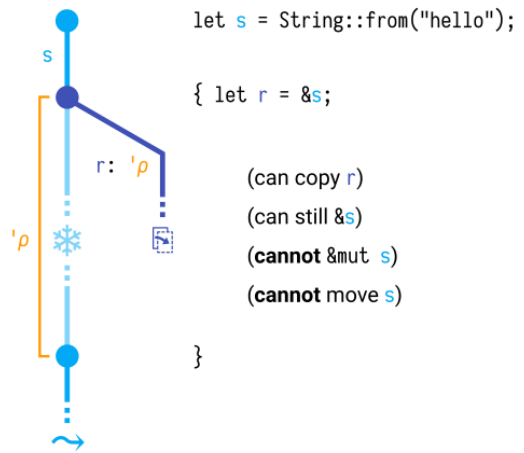 let s = String::from("hello");
s
{ let r = &s;
r: 'ρ
(can copy r)
(can still &s)
'ρ
(cannot &mut s)
(cannot move s)
}